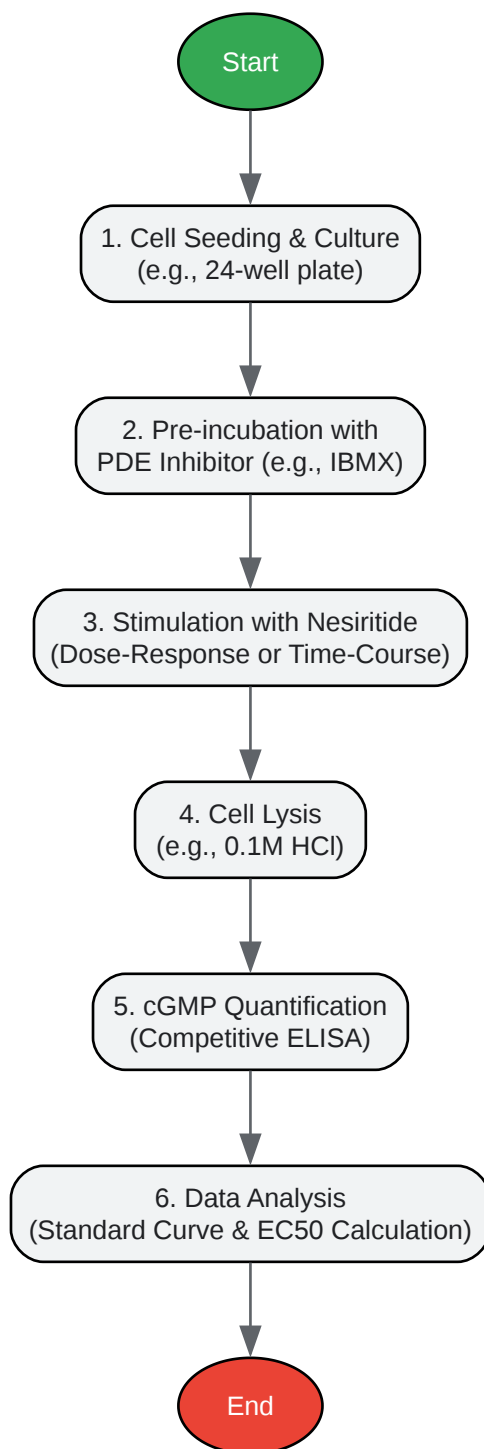 Start
1. Cell Seeding & Culture
(e.g., 24-well plate)
2. Pre-incubation with
PDE Inhibitor (e.g., IBMX)
3. Stimulation with Nesiritide
(Dose-Response or Time-Course)
4. Cell Lysis
(e.g., 0.1M HCl)
5. cGMP Quantification
(Competitive ELISA)
6. Data Analysis
(Standard Curve & EC50 Calculation)
End